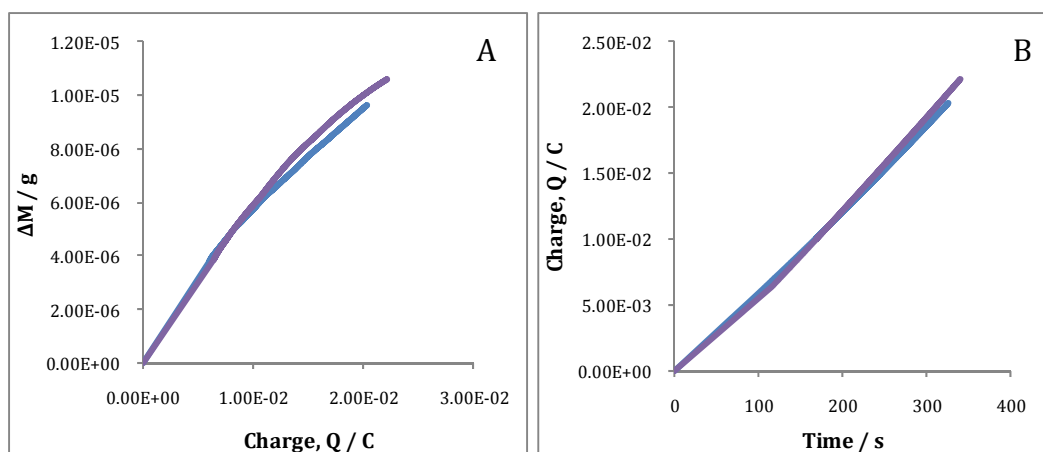 A
ΔM / g
1.20E-05
1.00E-05
8.00E-06
6.00E-06
4.00E-06
2.00E-06
0.00E+00
0.00E+00 1.00E-02 2.00E-02 3.00E-02
Charge, Q / C
B
Charge, Q / C
2.50E-02
2.00E-02
1.50E-02
1.00E-02
5.00E-03
0.00E+00
0 100 200 300 400
Time / s